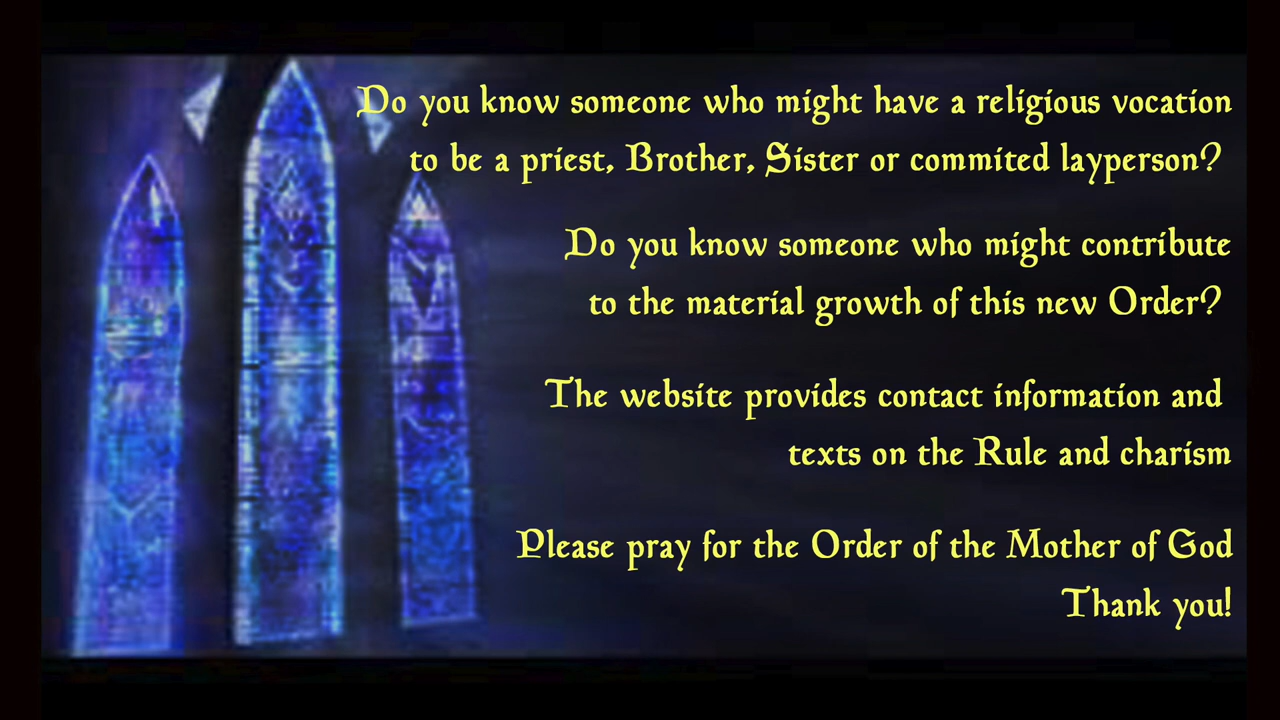 Do you know someone who might have a religious vocation
to be a priest, Brother, Sister or commited layperson?
Do you know someone who might contribute
to the material growth of this new Order?
The website provides contact information and
texts on the Rule and charism
Please pray for the Order of the Mother of God
Thank you!